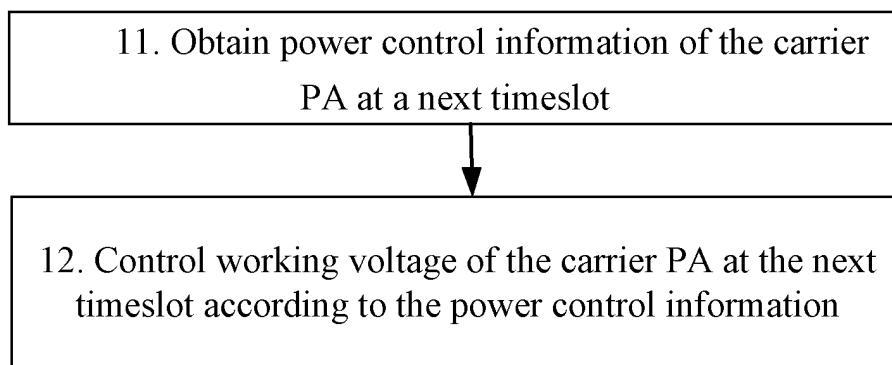 11. Obtain power control information of the carrier
PA at a next timeslot
12. Control working voltage of the carrier PA at the next
timeslot according to the power control information